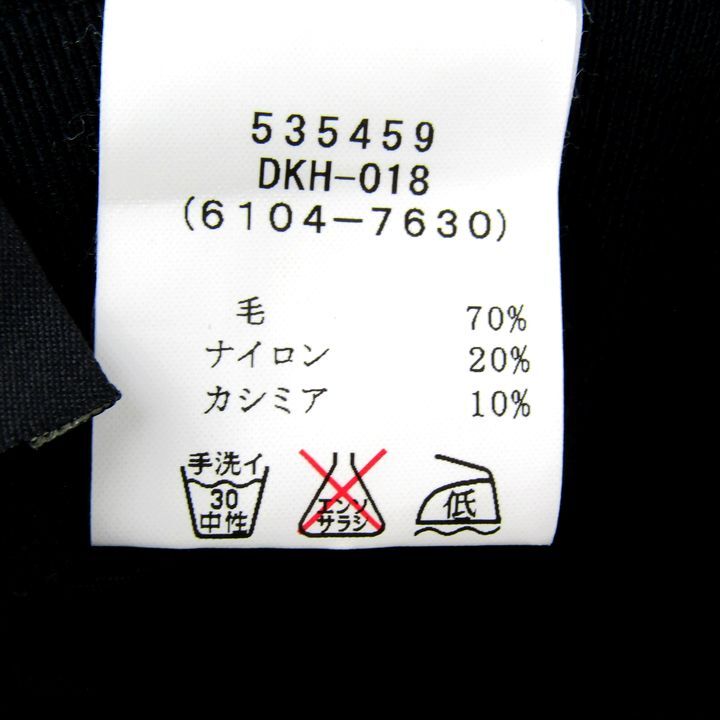 535459
DKH-018
(6104-7630)
毛 70%
ナイロン 20%
カシミア 10%
手洗イ
30
中性
エンソ
サラシ
低